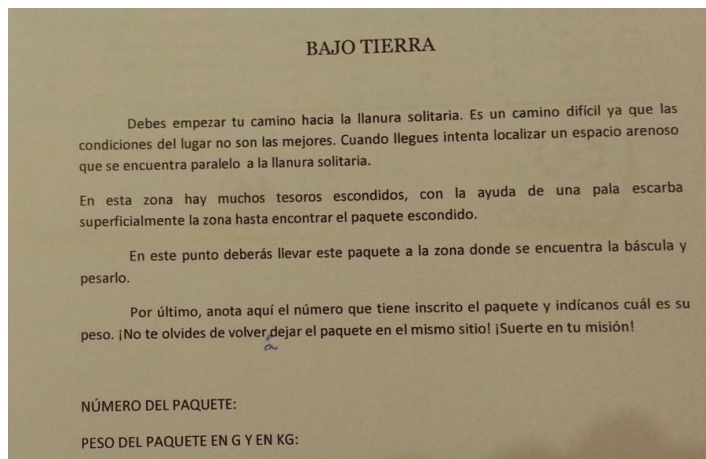 BAJO TIERRA
Debes empezar tu camino hacia la llanura solitaria. Es un camino difícil ya que las
condiciones del lugar no son las mejores. Cuando llegues intenta localizar un espacio arenoso
que se encuentra paralelo a la llanura solitaria.
En esta zona hay muchos tesoros escondidos, con la ayuda de una pala escarba
superficialmente la zona hasta encontrar el paquete escondido.
En este punto deberás llevar este paquete a la zona donde se encuentra la báscula y
pesarlo.
Por último, anota aquí el número que tiene inscrito el paquete y indícanos cuál es su
peso. ¡No te olvides de volver dejar el paquete en el mismo sitio! ¡Suerte en tu misión!
a
NÚMERO DEL PAQUETE:
PESO DEL PAQUETE EN G Y EN KG: